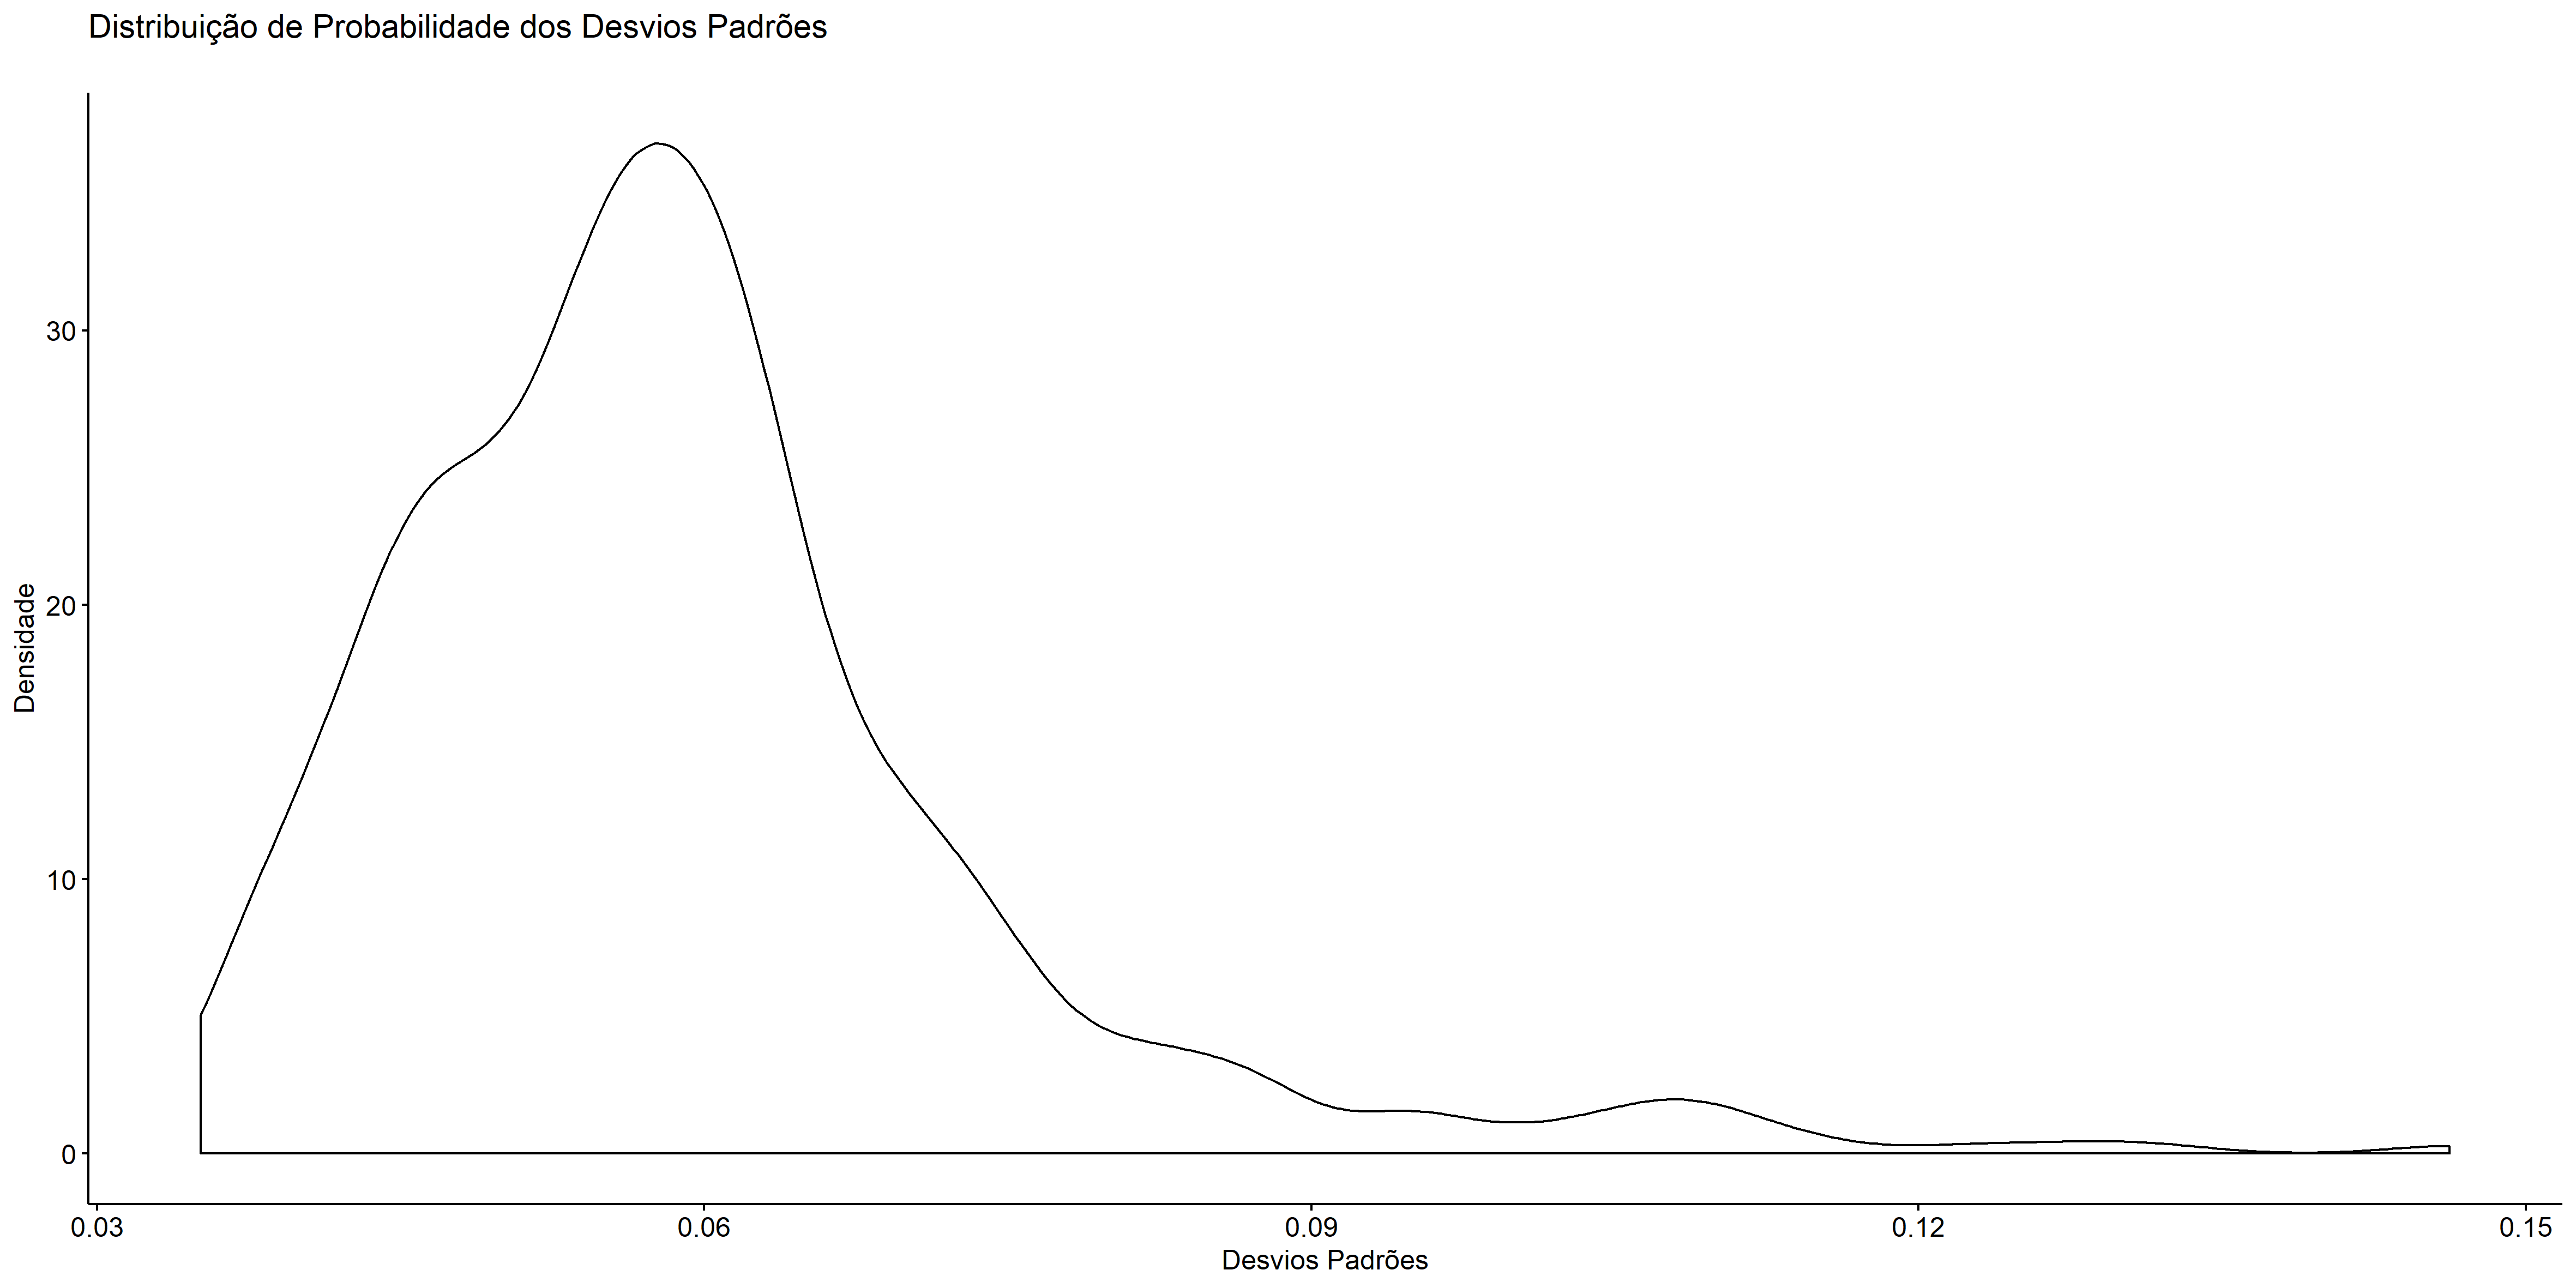 Distribuição de Probabilidade dos Desvios Padrões
30
20
10
0
Densidade
0.03 0.06 0.09 0.12 0.15
Desvios Padrões